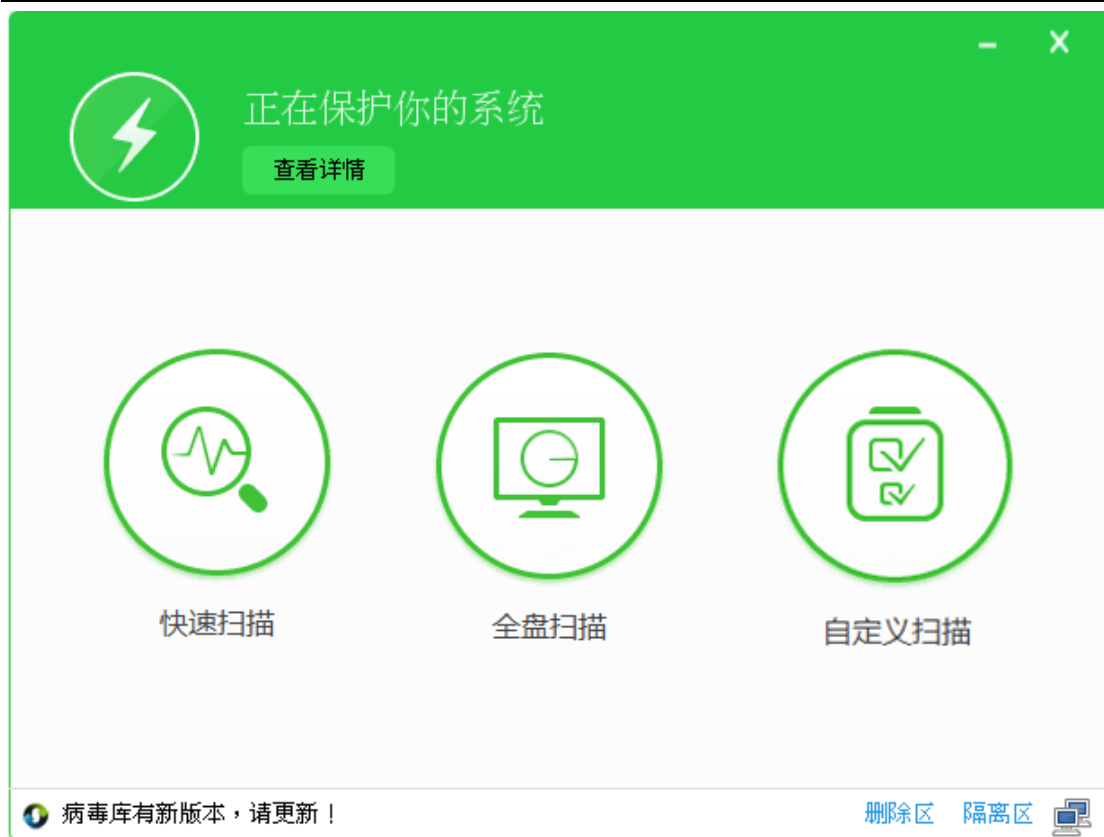 正在保护你的系统
查看详情
快速扫描
全盘扫描
自定义扫描
病毒库有新版本，请更新！
删除区 隔离区